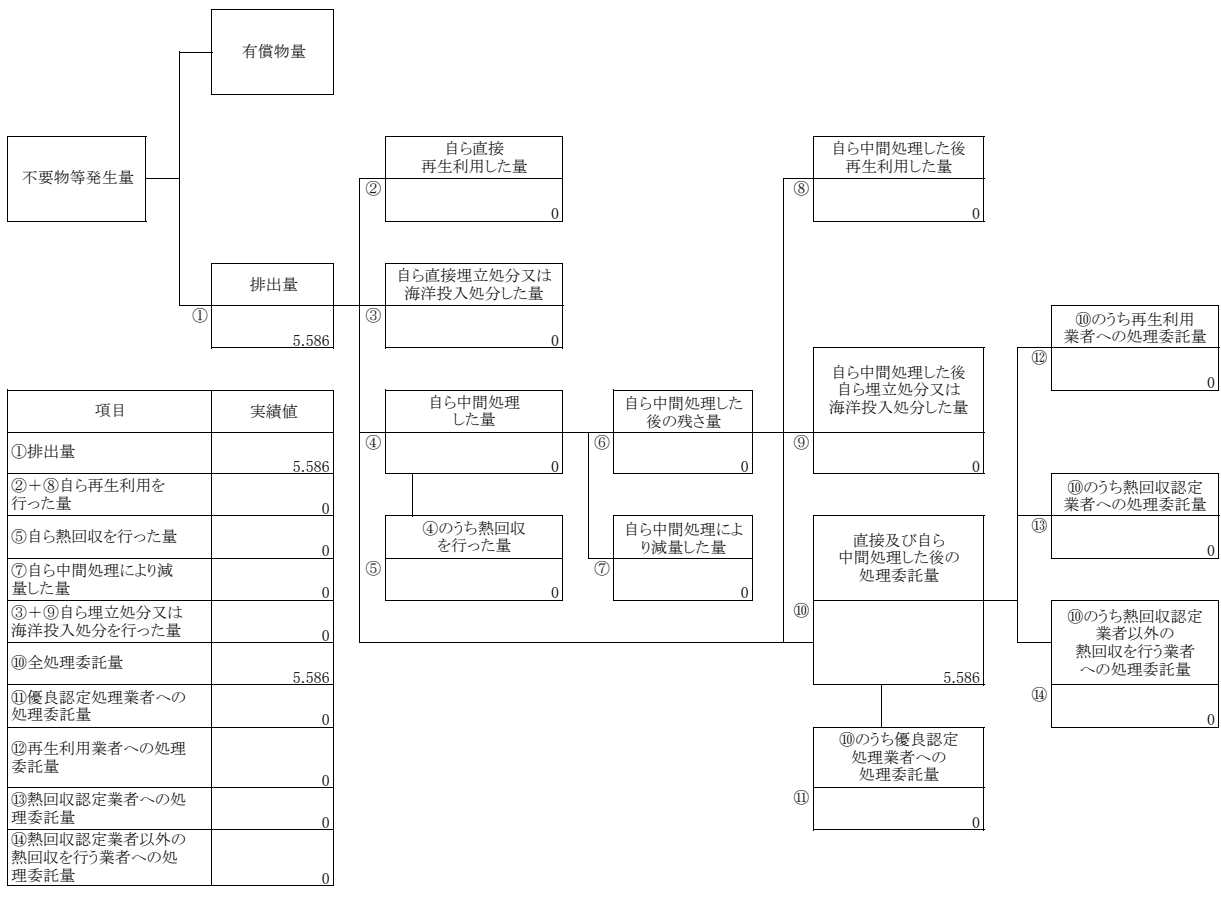 有償物量
不要物等発生量
排出量
①
5.586
自ら直接
再生利用した量
②
0
自ら直接埋立処分又は
海洋投入処分した量
③
0
自ら中間処理
した量
④
0
④のうち熱回収
を行った量
⑤
0
自ら中間処理した
後の残さ量
⑥
0
自ら中間処理によ
り減量した量
⑦
0
自ら中間処理した後
再生利用した量
⑧
0
自ら中間処理した後
自ら埋立処分又は
海洋投入処分した量
⑨
0
直接及び自ら
中間処理した後の
処理委託量
⑩
5.586
⑩のうち優良認定
処理業者への
処理委託量
⑪
0
⑩のうち再生利用
業者への処理委託量
⑫
0
⑩のうち熱回収認定
業者への処理委託量
⑬
0
⑩のうち熱回収認定
業者以外の
熱回収を行う業者
への処理委託量
⑭
0
項目 実績値
①排出量
5.586
②＋⑧自ら再生利用を
行った量
0
⑤自ら熱回収を行った量
0
⑦自ら中間処理により減
量した量
0
③＋⑨自ら埋立処分又は
海洋投入処分を行った量
0
⑩全処理委託量
5.586
⑪優良認定処理業者への
処理委託量
0
⑫再生利用業者への処理
委託量
0
⑬熱回収認定業者への処
理委託量
0
⑭熱回収認定業者以外の
熱回収を行う業者への処
理委託量
0